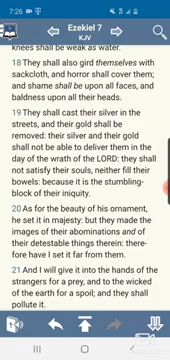 7:26
81%
Ezekiel 7
KJV
knees shall be weak as water.
18 They shall also gird themselves with
sackcloth, and horror shall cover them;
and shame shall be upon all faces, and
baldness upon all their heads.
19 They shall cast their silver in the
streets, and their gold shall be
removed: their silver and their gold
shall not be able to deliver them in the
day of the wrath of the LORD: they shall
not satisfy their souls, neither fill their
bowels: because it is the stumbling-
block of their iniquity.
20 As for the beauty of his ornament,
he set it in majesty: but they made the
images of their abominations and of
their detestable things therein: there-
fore have I set it far from them.
21 And I will give it into the hands of the
strangers for a prey, and to the wicked
of the earth for a spoil; and they shall
pollute it.